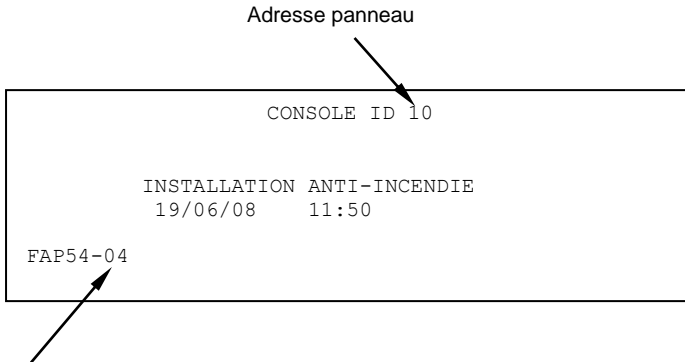 Adresse panneau
CONSOLE ID 10
INSTALLATION ANTI-INCENDIE
19/06/08 11:50
FAP54-04